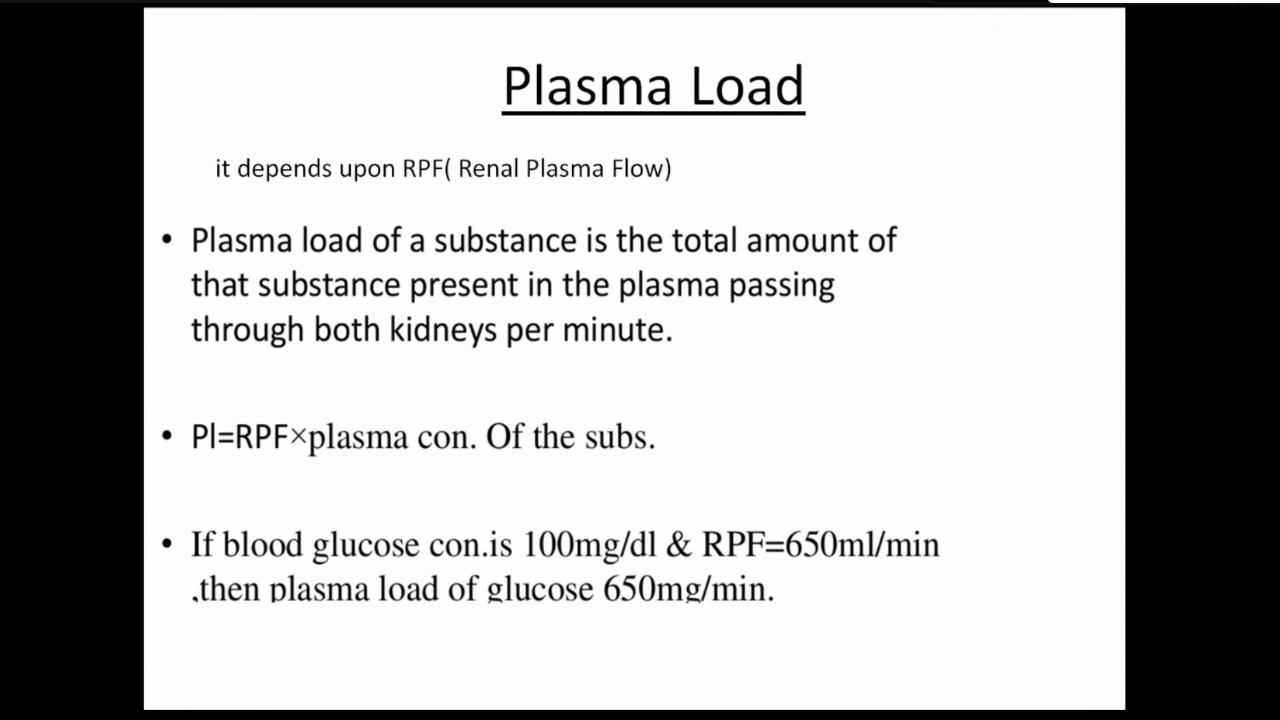 Plasma Load
it depends upon RPF( Renal Plasma Flow)
• Plasma load of a substance is the total amount of
that substance present in the plasma passing
through both kidneys per minute.
• Pl=RPF×plasma con. Of the subs.
• If blood glucose con.is 100mg/dl & RPF=650ml/min
,then plasma load of glucose 650mg/min.